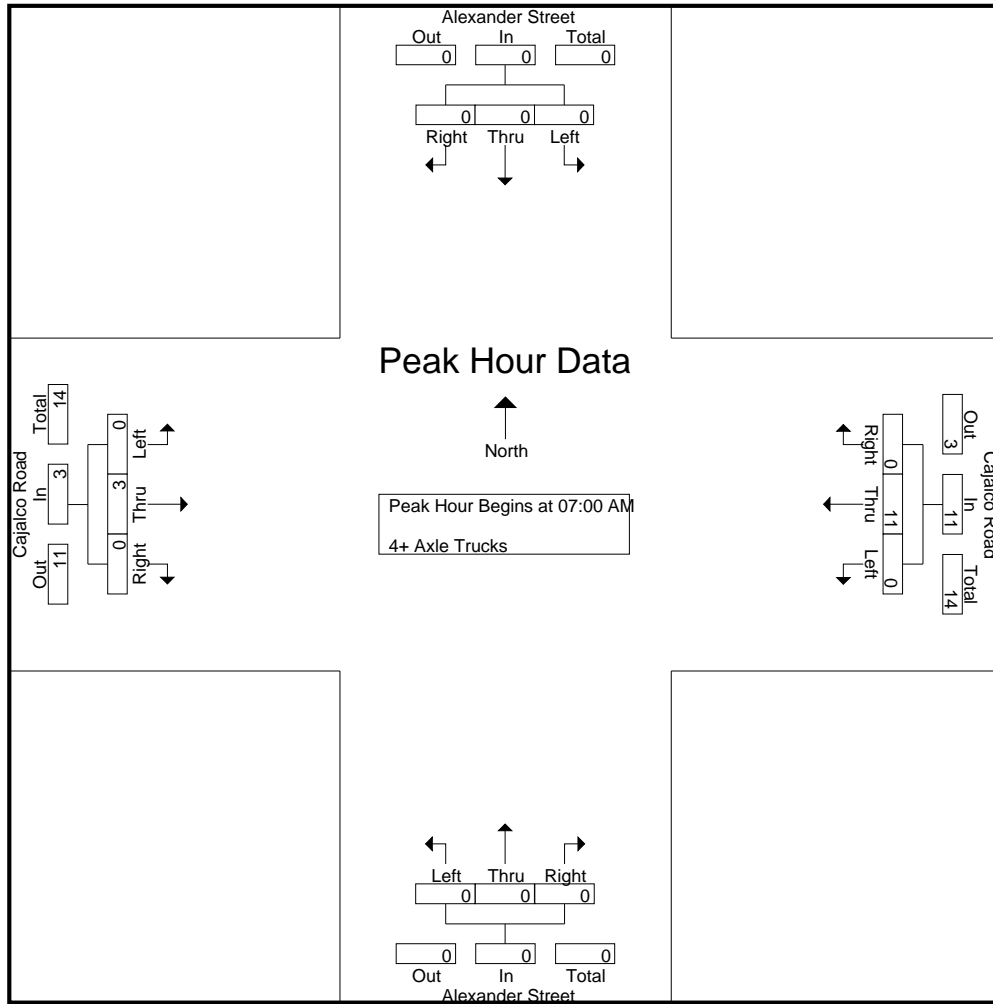 Alexander Street
Out In Total
0 0 0
0 0 0
Right Thru Left
Peak Hour Data
North
Peak Hour Begins at 07:00 AM
4+ Axle Trucks
Cajalco Road
Out In Total
11 3 14
Right Thru Left
0 3 0
Cajalco Road
Out In Total
3 11 14
Right Thru Left
0 11 0
Left Thru Right
0 0 0
0 0 0
Out In Total
Alexander Street